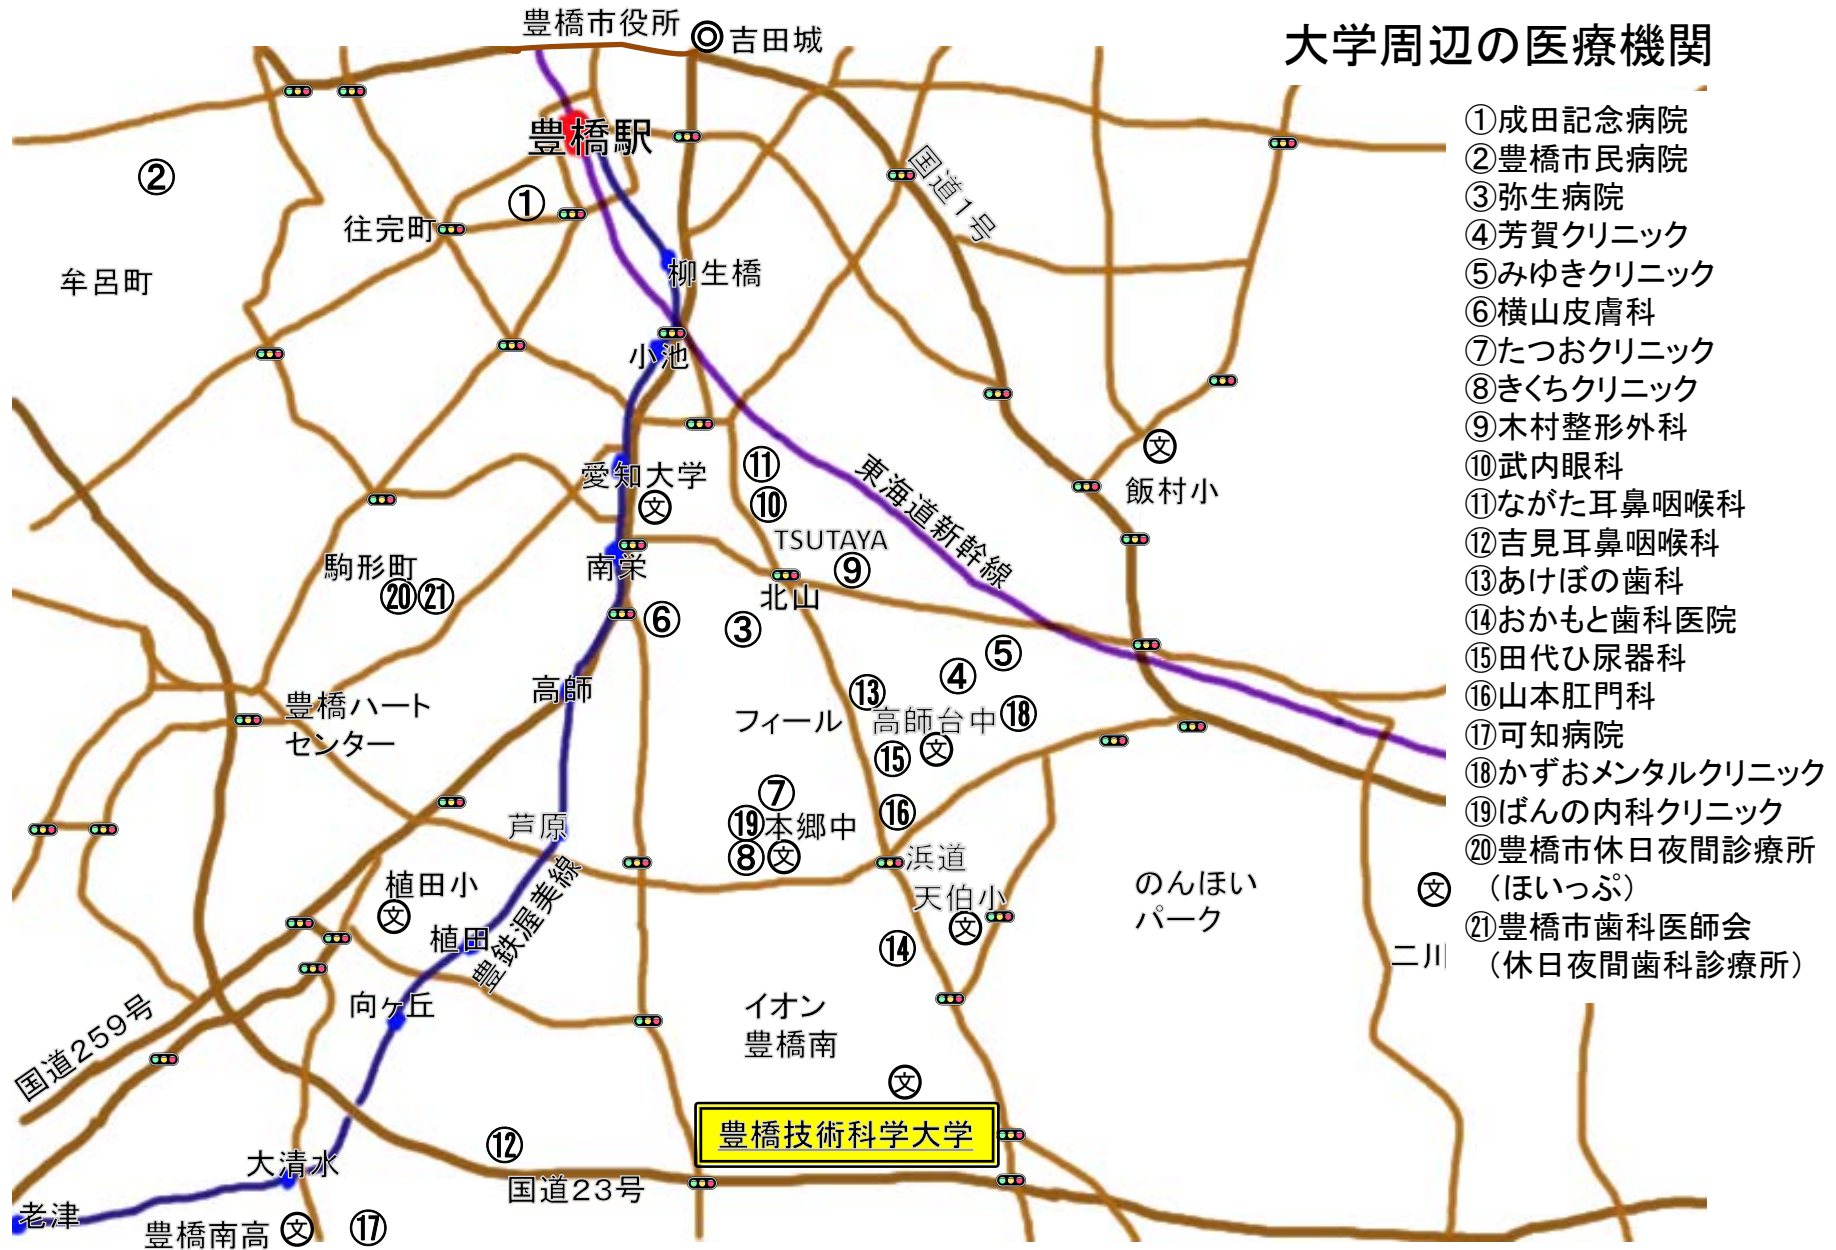 豊橋市役所
吉田城
大学周辺の医療機関
豊橋駅
②
①
国道1号
往完町
牟呂町
柳生橋
小池
文
飯村小
愛知大学
文
⑪
⑩
東海道新幹線
TSUTAYA
⑨
南栄
北山
駒形町
⑳㉑
⑥
③
⑤
④
高師
⑬
高師台中
⑱
文
豊橋ハート
センター
フィール
⑮
⑦
⑲本郷中
⑧文
⑯
芦原
浜道
天伯小
文
のんほい
パーク
文
植田小
文
植田
豊鉄渥美線
⑭
二川
向ヶ丘
イオン
豊橋南
国道259号
文
豊橋技術科学大学
⑫
大清水
国道23号
老津
豊橋南高
文
⑰
①成田記念病院
②豊橋市民病院
③弥生病院
④芳賀クリニック
⑤みゆきクリニック
⑥横山皮膚科
⑦たつおクリニック
⑧きくちクリニック
⑨木村整形外科
⑩武内眼科
⑪ながた耳鼻咽喉科
⑫吉見耳鼻咽喉科
⑬あけぼの歯科
⑭おかもと歯科医院
⑮田代ひ尿器科
⑯山本肛門科
⑰可知病院
⑱かずおメンタルクリニック
⑲ばんの内科クリニック
⑳豊橋市休日夜間診療所
（ほいっぷ）
㉑豊橋市歯科医師会
（休日夜間歯科診療所）